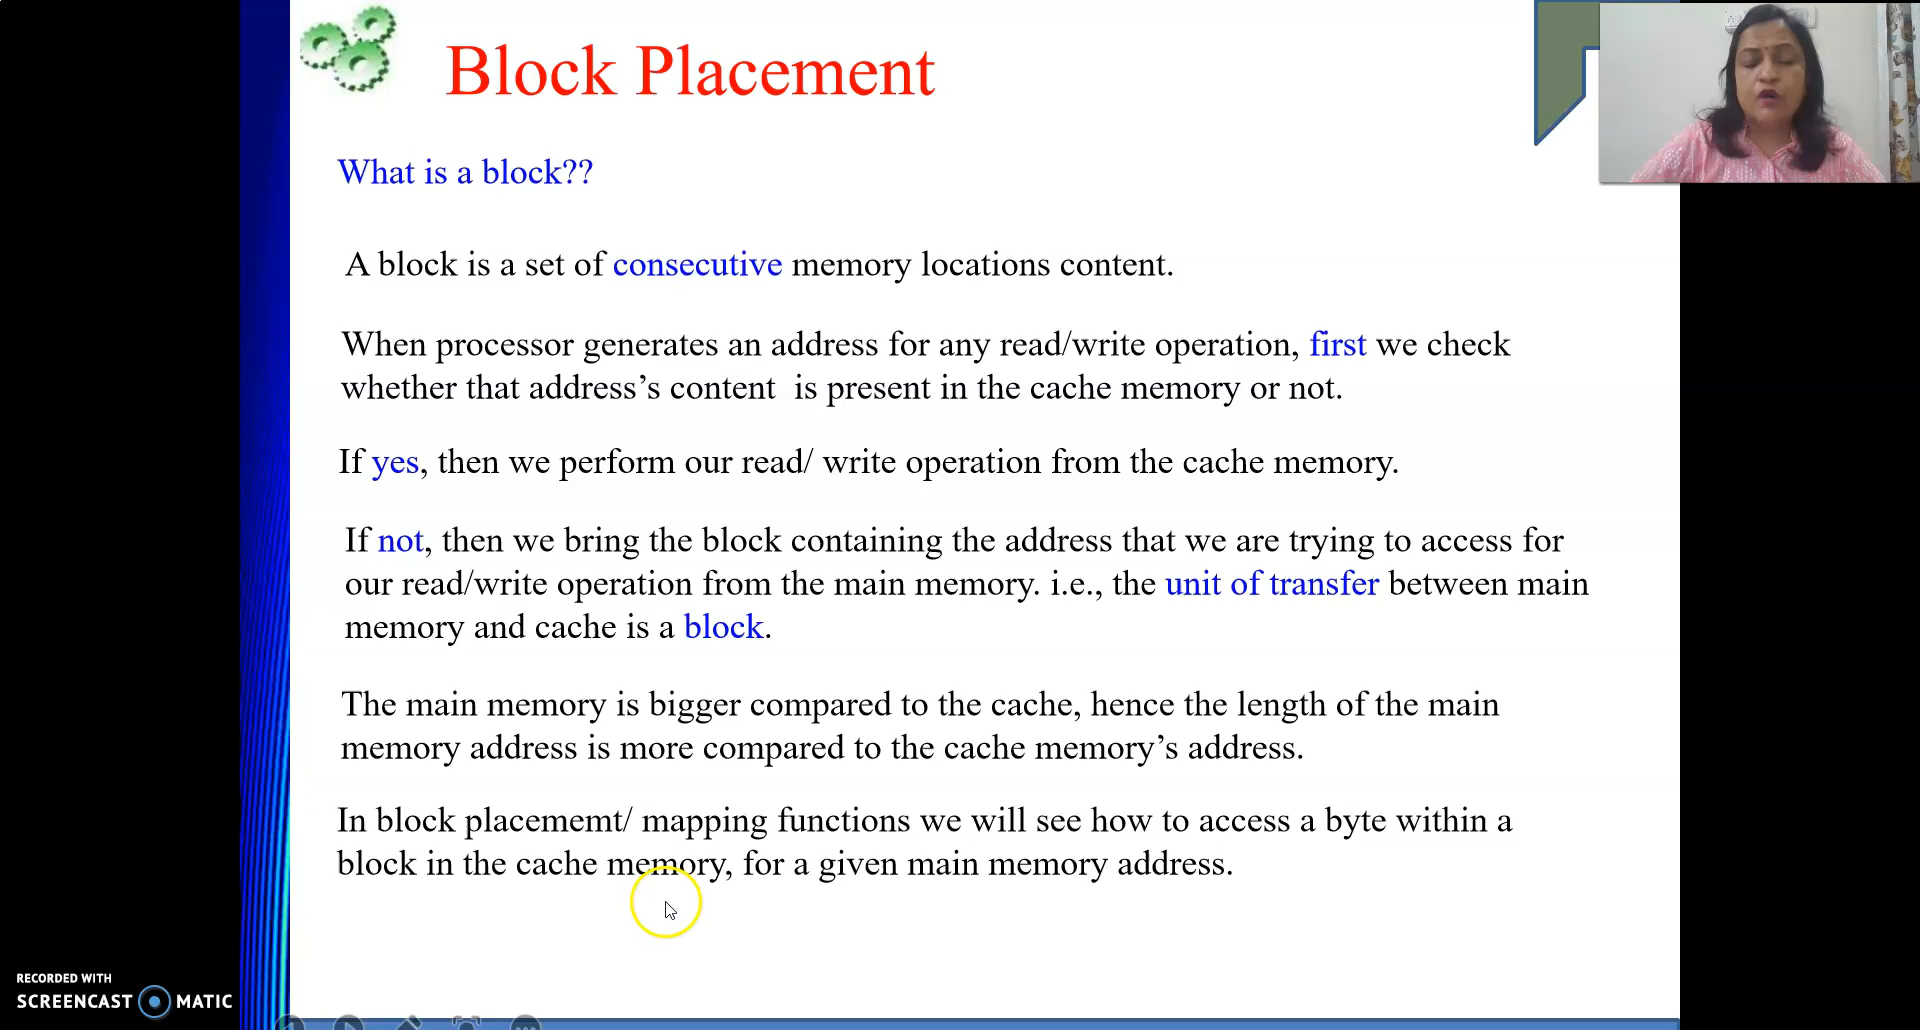 Block Placement
What is a block??
A block is a set of consecutive memory locations content.
When processor generates an address for any read/write operation, first we check
whether that address’s content  is present in the cache memory or not.
If yes, then we perform our read/ write operation from the cache memory.
If not, then we bring the block containing the address that we are trying to access for
our read/write operation from the main memory. i.e., the unit of transfer between main
memory and cache is a block.
The main memory is bigger compared to the cache, hence the length of the main
memory address is more compared to the cache memory’s address.
In block placememt/ mapping functions we will see how to access a byte within a
block in the cache memory, for a given main memory address.
RECORDED WITH
SCREENCAST MATIC